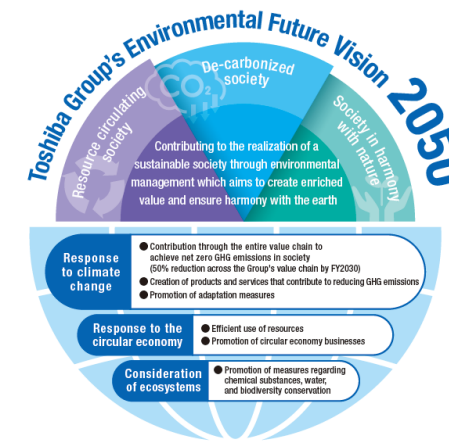 Toshiba Group's Environmental Future Vision 2050
Resource circulating
society
De-carbonized
society
Society in harmony
with nature
CO₂
Contributing to the realization of a
sustainable society through environmental
management which aims to create enriched
value and ensure harmony with the earth
Response
to climate
change
● Contribution through the entire value chain to
achieve net zero GHG emissions in society
(50% reduction across the Group's value chain by FY2030)
● Creation of products and services that contribute to reducing GHG emissions
● Promotion of adaptation measures
Response to the
circular economy
● Efficient use of resources
● Promotion of circular economy businesses
Consideration
of ecosystems
● Promotion of measures regarding
chemical substances, water,
and biodiversity conservation